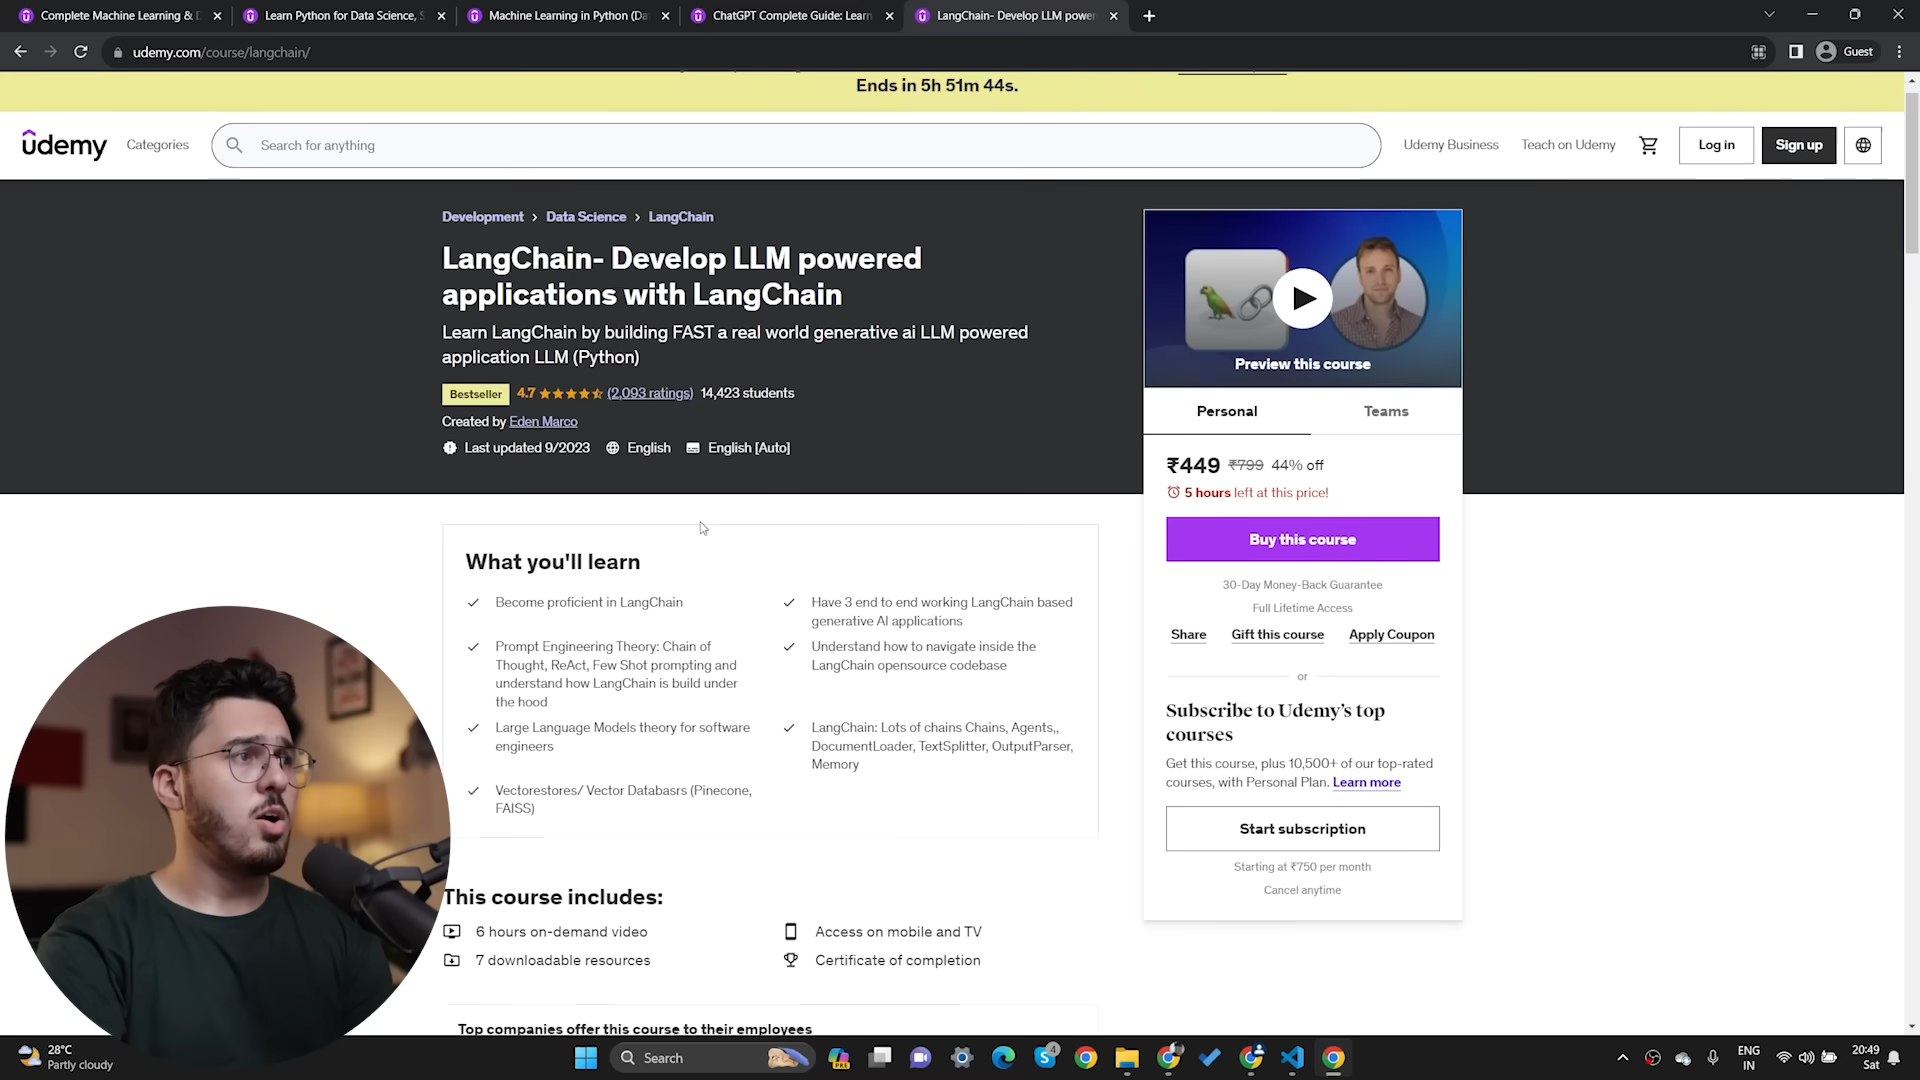 Complete Machine Learning & D
Learn Python for Data Science, S
Machine Learning in Python (Da
ChatGPT Complete Guide: Learn
LangChain- Develop LLM power
udemy.com/course/langchain/
Guest
Ends in 5h 51m 44s.
ûdemy
Categories
Search for anything
Udemy Business
Teach on Udemy
Log in
Sign up
Development > Data Science > LangChain
LangChain- Develop LLM powered
applications with LangChain
Learn LangChain by building FAST a real world generative ai LLM powered
application LLM (Python)
Bestseller 4.7 (2,093 ratings) 14,423 students
Created by Eden Marco
Last updated 9/2023 English English [Auto]
Preview this course
Personal
Teams
₹449 ₹799 44% off
5 hours left at this price!
Buy this course
30-Day Money-Back Guarantee
Full Lifetime Access
Share
Gift this course
Apply Coupon
or
Subscribe to Udemy’s top
courses
Get this course, plus 10,500+ of our top-rated
courses, with Personal Plan. Learn more
Start subscription
Starting at ₹750 per month
Cancel anytime
What you'll learn
Become proficient in LangChain
Prompt Engineering Theory: Chain of
Thought, ReAct, Few Shot prompting and
understand how LangChain is build under
the hood
Large Language Models theory for software
engineers
Vectorestores/ Vector Databasrs (Pinecone,
FAISS)
Have 3 end to end working LangChain based
generative AI applications
Understand how to navigate inside the
LangChain opensource codebase
LangChain: Lots of chains Chains, Agents,,
DocumentLoader, TextSplitter, OutputParser,
Memory
This course includes:
6 hours on-demand video
7 downloadable resources
Access on mobile and TV
Certificate of completion
Top companies offer this course to their employees
28°C
Partly cloudy
Search
PRE
4
ENG
IN
20:49
Sat